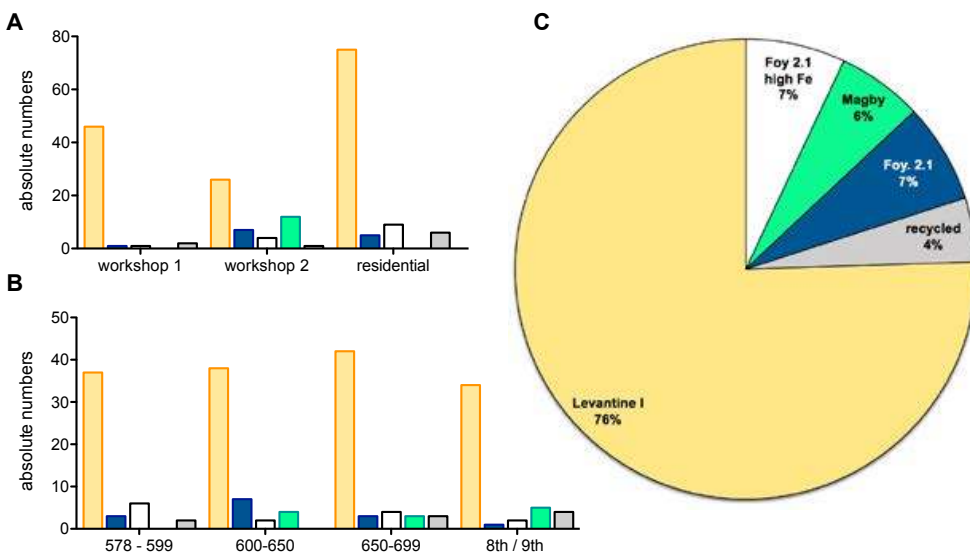 A
absolute numbers
80
60
40
20
0
workshop 1 workshop 2 residential
B
absolute numbers
50
40
30
20
10
0
578 - 599 600-650 650-699 8th / 9th
C
Foy 2.1
high Fe
7%
Magby
6%
Foy. 2.1
7%
recycled
4%
Levantine I
76%